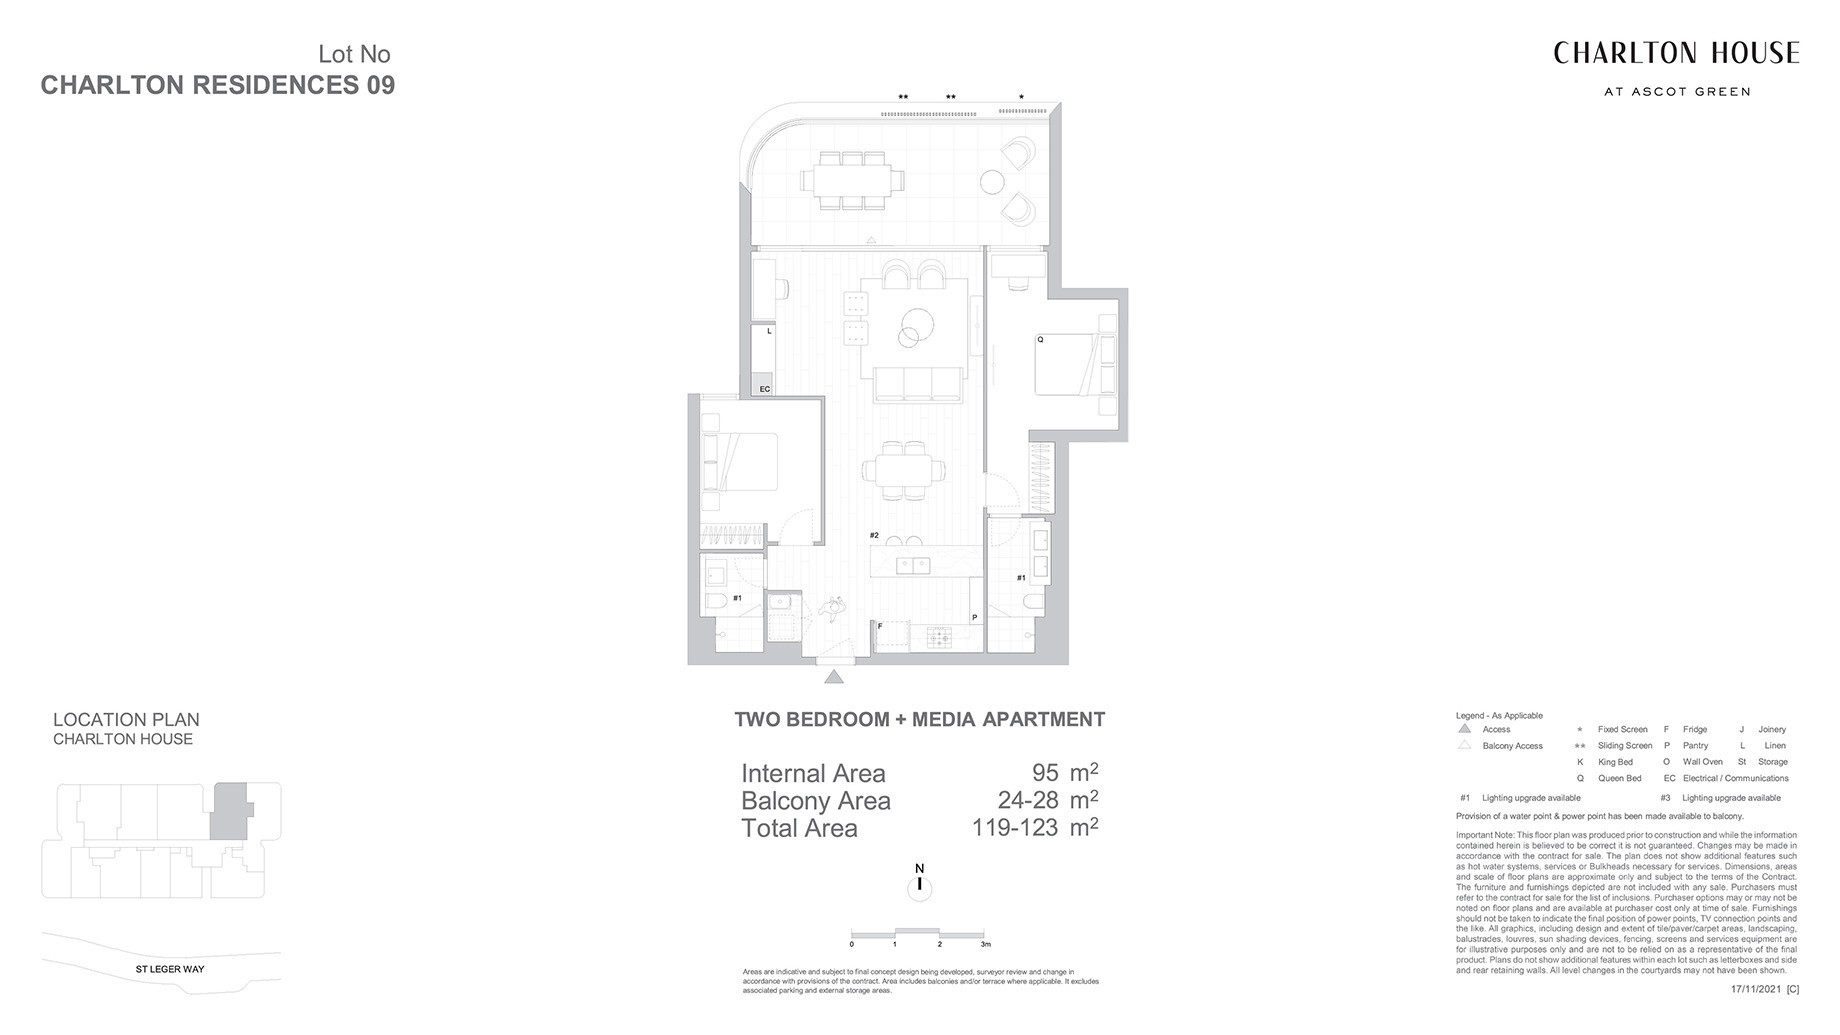 Lot No
CHARLTON RESIDENCES 09
CHARLTON HOUSE
AT ASCOT GREEN
** ** *
L
Q
EC
#2
#1
#1
P
F
TWO BEDROOM + MEDIA APARTMENT
Internal Area 95 m²
Balcony Area 24-28 m²
Total Area 119-123 m²
N
0 1 2 3m
Areas are indicative and subject to final concept design being developed, surveyor review and change in
accordance with provisions of the contract. Area includes balconies and/or terrace where applicable. It excludes
associated parking and external storage areas.
LOCATION PLAN
CHARLTON HOUSE
ST LEGER WAY
Legend - As Applicable
Access * Fixed Screen F Fridge J Joinery
Balcony Access ** Sliding Screen P Pantry L Linen
K King Bed O Wall Oven St Storage
Q Queen Bed EC Electrical / Communications
#1 Lighting upgrade available #3 Lighting upgrade available
Provision of a water point & power point has been made available to balcony.
Important Note: This floor plan was produced prior to construction and while the information
contained herein is believed to be correct it is not guaranteed. Changes may be made in
accordance with the contract for sale. The plan does not show additional features such
as hot water systems, services or Bulkheads necessary for services. Dimensions, areas
and scale of floor plans are approximate only and subject to the terms of the Contract.
The furniture and furnishings depicted are not included with any sale. Purchasers must
refer to the contract for sale for the list of inclusions. Purchaser options may or may not be
noted on floor plans and are available at purchaser cost only at time of sale. Furnishings
should not be taken to indicate the final position of power points, TV connection points and
the like. All graphics, including design and extent of tile/paver/carpet areas, landscaping,
balustrades, louvres, sun shading devices, fencing, screens and services equipment are
for illustrative purposes only and are not to be relied on as a representative of the final
product. Plans do not show additional features within each lot such as letterboxes and side
and rear retaining walls. All level changes in the courtyards may not have been shown.
17/11/2021 [C]